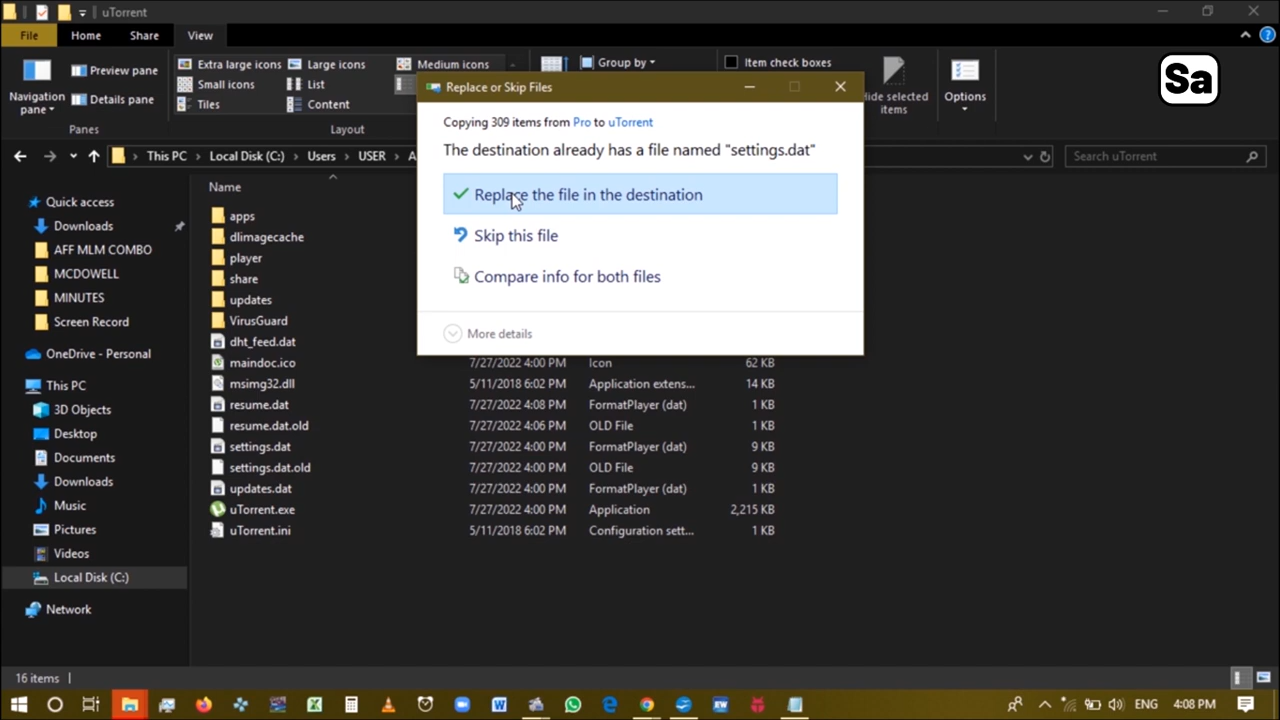 uTorrent
File Home Share View
Navigation pane
Preview pane
Details pane
Panes
Extra large icons Large icons Medium icons
Small icons List
Tiles Content
Layout
Group by
Item check boxes
Hide selected items
Options
This PC Local Disk (C:) Users USER A
Search uTorrent
Sa
Replace or Skip Files
Copying 309 items from Pro to uTorrent
The destination already has a file named "settings.dat"
Replace the file in the destination
Skip this file
Compare info for both files
More details
Quick access
Downloads
AFF MLM COMBO
MCDOWELL
MINUTES
Screen Record
OneDrive - Personal
This PC
3D Objects
Desktop
Documents
Downloads
Music
Pictures
Videos
Local Disk (C:)
Network
Name
apps
dlimagecache
player
share
updates
VirusGuard
dht_feed.dat
maindoc.ico 7/27/2022 4:00 PM Icon 62 KB
msimg32.dll 5/11/2018 6:02 PM Application extens... 14 KB
resume.dat 7/27/2022 4:08 PM FormatPlayer (dat) 1 KB
resume.dat.old 7/27/2022 4:06 PM OLD File 1 KB
settings.dat 7/27/2022 4:00 PM FormatPlayer (dat) 9 KB
settings.dat.old 7/27/2022 4:00 PM OLD File 9 KB
updates.dat 7/27/2022 4:00 PM FormatPlayer (dat) 1 KB
uTorrent.exe 7/27/2022 4:00 PM Application 2,215 KB
uTorrent.ini 5/11/2018 6:02 PM Configuration sett... 1 KB
16 items
ENG 4:08 PM